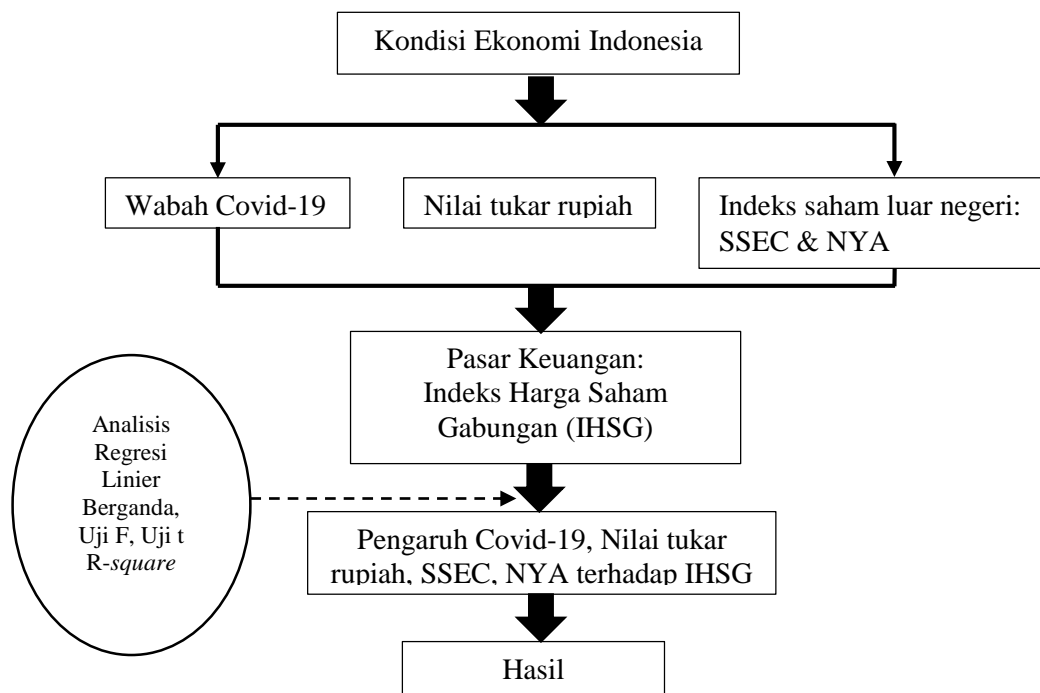 Kondisi Ekonomi Indonesia
Wabah Covid-19
Nilai tukar rupiah
Indeks saham luar negeri:
SSEC & NYA
Pasar Keuangan:
Indeks Harga Saham
Gabungan (IHSG)
Analisis
Regresi
Linier
Berganda,
Uji F, Uji t
R-square
Pengaruh Covid-19, Nilai tukar
rupiah, SSEC, NYA terhadap IHSG
Hasil